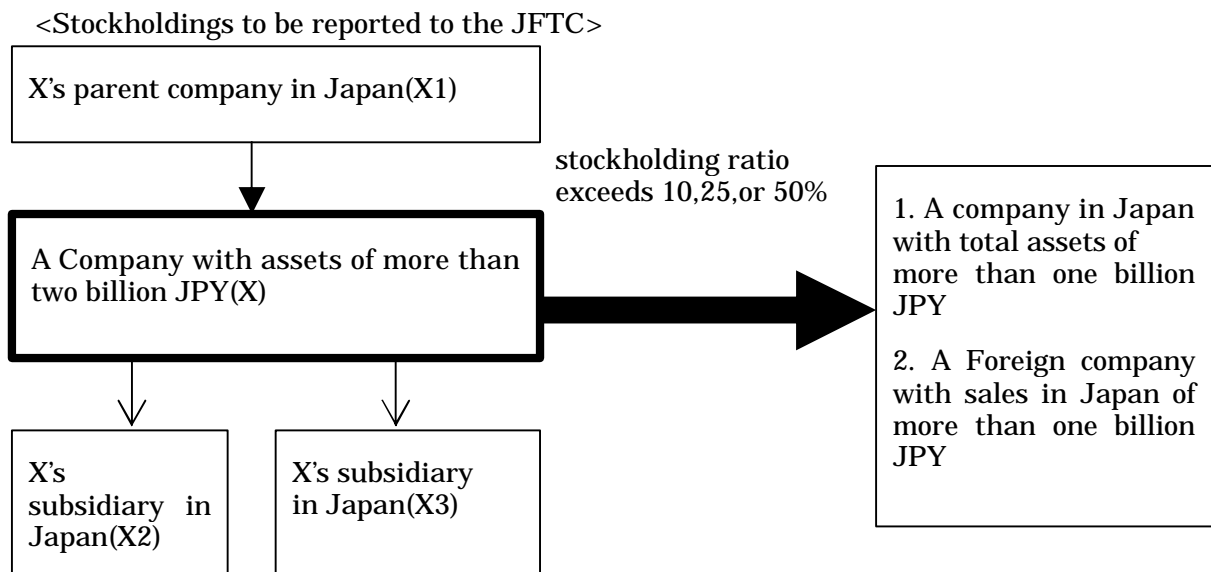 <Stockholdings to be reported to the JFTC>
X's parent company in Japan(X1)
stockholding ratio
exceeds 10,25,or 50%
A Company with assets of more than
two billion JPY(X)
1. A company in Japan
with total assets of
more than one billion
JPY
2. A Foreign company
with sales in Japan of
more than one billion
JPY
X's
subsidiary in
Japan(X2)
X's subsidiary
in Japan(X3)